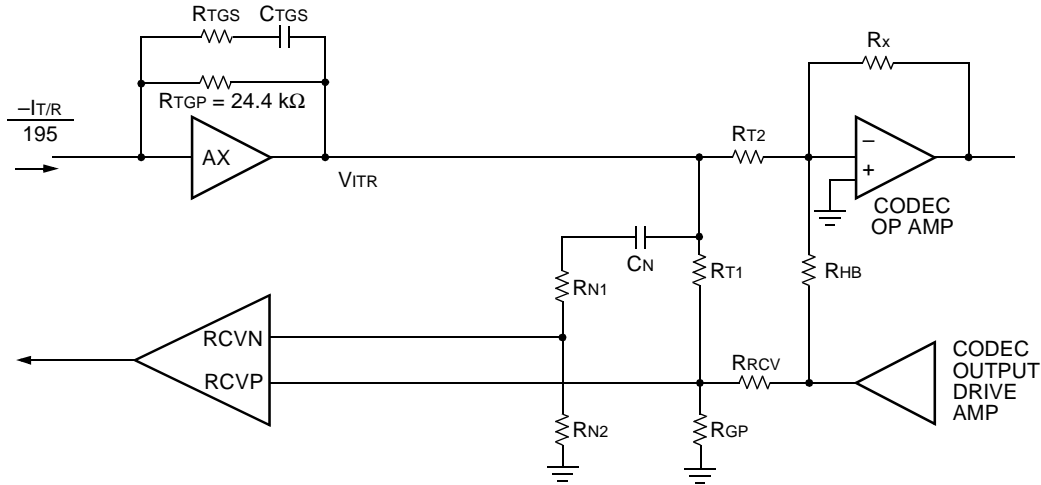 RTGS
CTGS
RTGP = 24.4 kΩ
–IT/R
195
AX
VITR
RX
RT2
–
+
CODEC
OP AMP
CN
RT1
RHB
RN1
RCVN
RCVP
RRCV
CODEC
OUTPUT
DRIVE
AMP
RN2
RGP